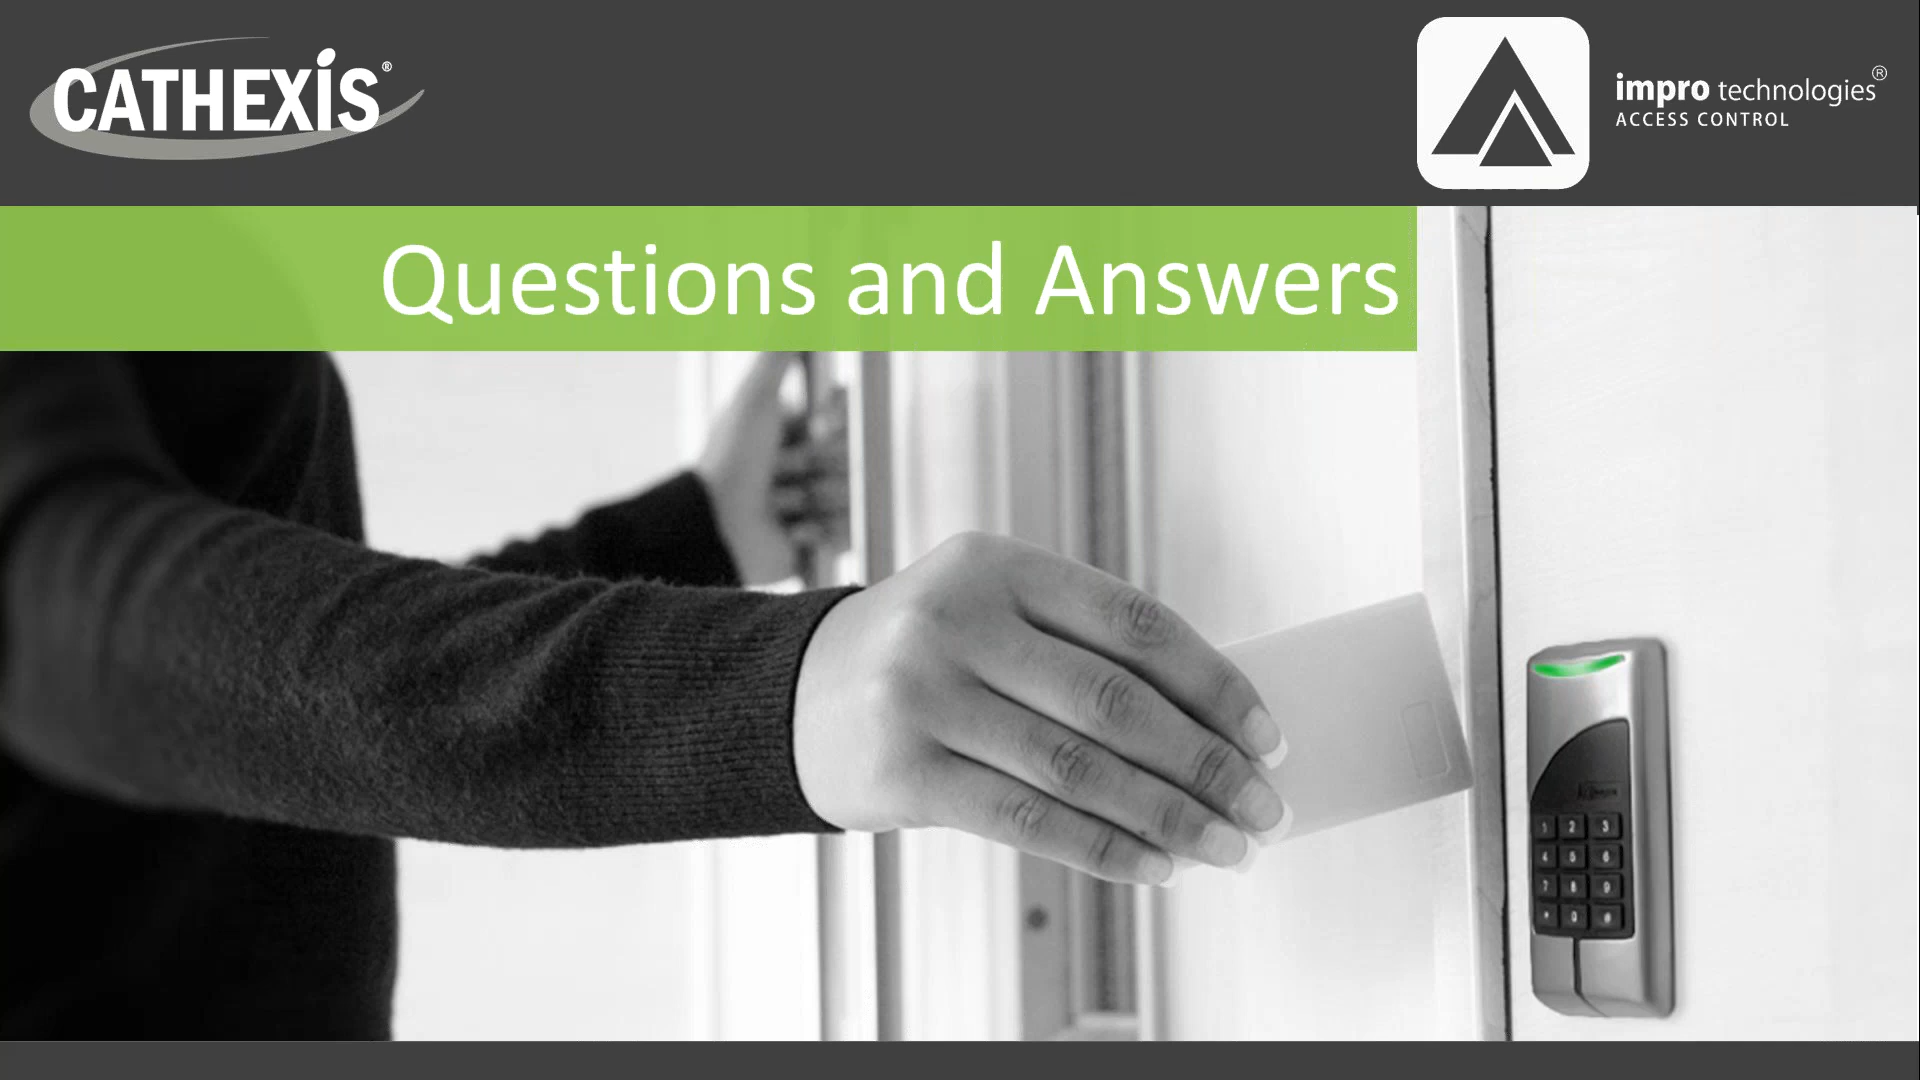 CATHEXIS®
impro technologies®
ACCESS CONTROL
Questions and Answers
1 2 3
4 5 6
7 8 9
* 0 #